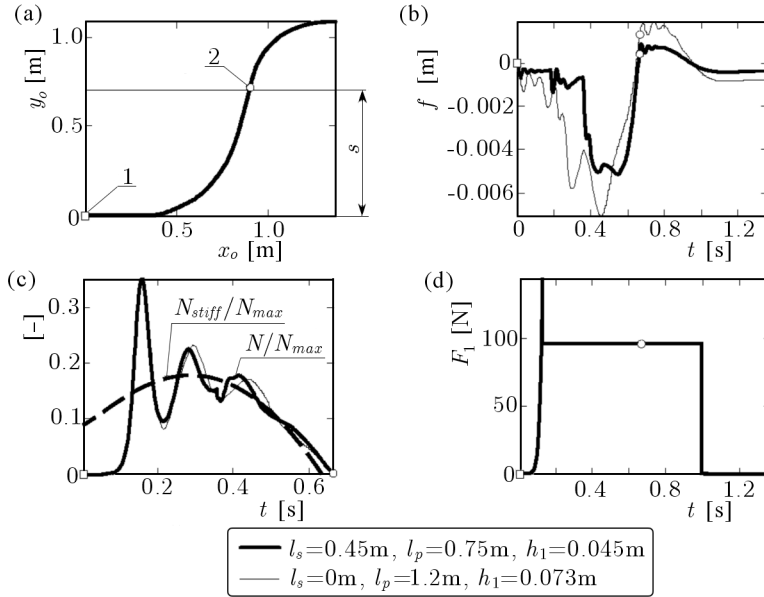 (a)
1.0
y_o [m]
0.5
0
1
2
s
0.5
1.0
x_o [m]
(b)
0
f [m]
-0.002
-0.004
-0.006
0
0.4
0.8
1.2
t [s]
(c)
0.3
[–]
0.2
0.1
0
N_stiff/N_max
N/N_max
0.2
0.4
0.6
t [s]
(d)
F_1 [N]
100
50
0
0.4
0.8
1.2
t [s]
l_s=0.45m, l_p=0.75m, h_1=0.045m
l_s=0m, l_p=1.2m, h_1=0.073m